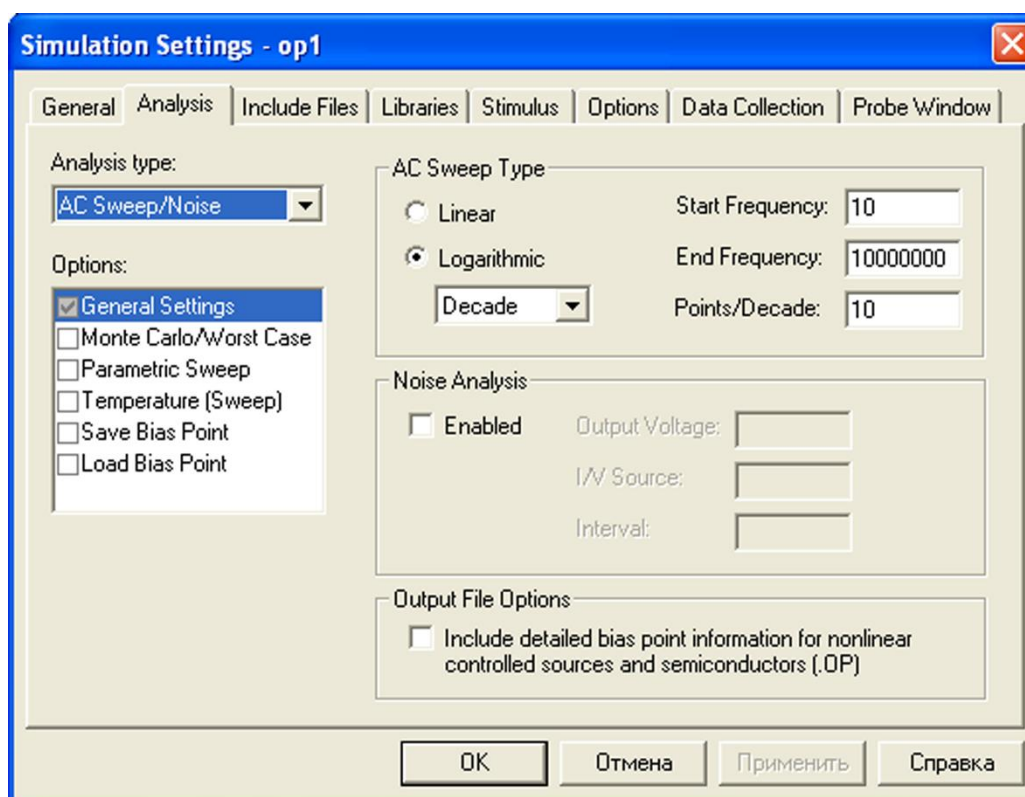 Simulation Settings - op1
General Analysis Include Files Libraries Stimulus Options Data Collection Probe Window
Analysis type:
AC Sweep/Noise
Options:
General Settings
Monte Carlo/Worst Case
Parametric Sweep
Temperature (Sweep)
Save Bias Point
Load Bias Point
AC Sweep Type
Linear
Logarithmic
Decade
Start Frequency: 10
End Frequency: 10000000
Points/Decade: 10
Noise Analysis
Enabled
Output Voltage:
I/V Source:
Interval:
Output File Options
Include detailed bias point information for nonlinear
controlled sources and semiconductors (.OP)
OK Отмена Применить Справка